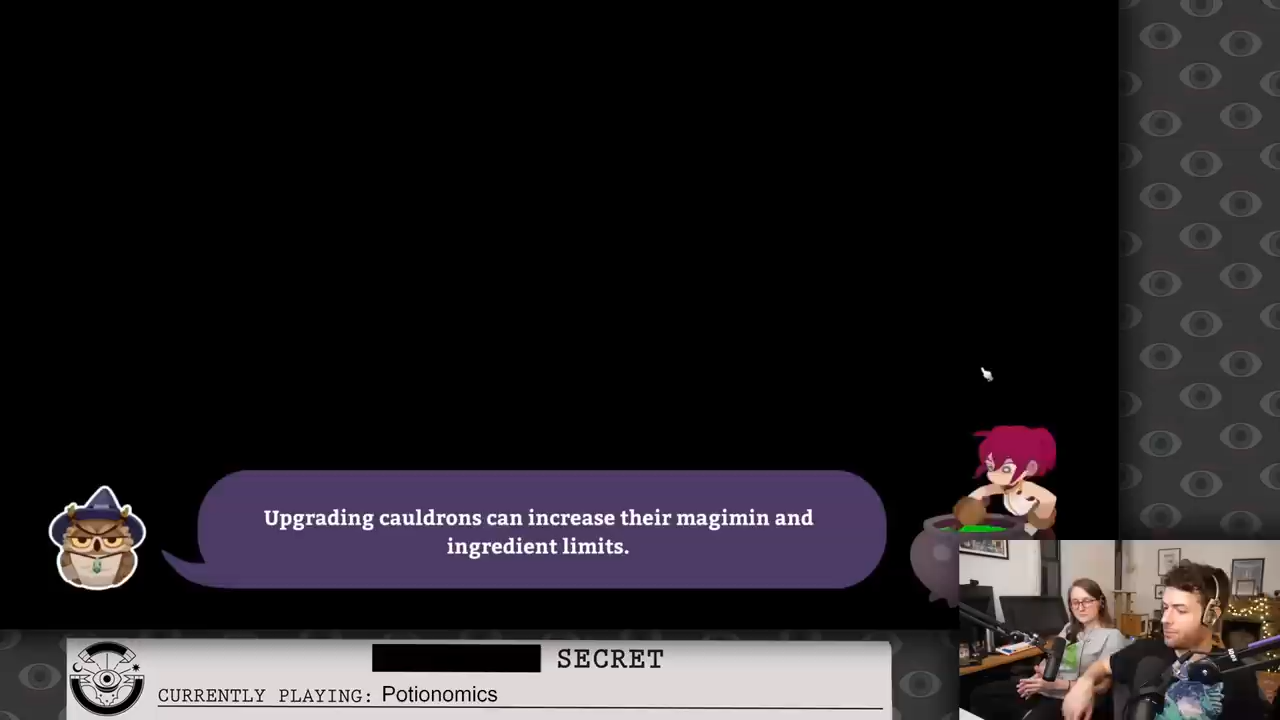 Upgrading cauldrons can increase their magimin and
ingredient limits.
SECRET
CURRENTLY PLAYING: Potionomics